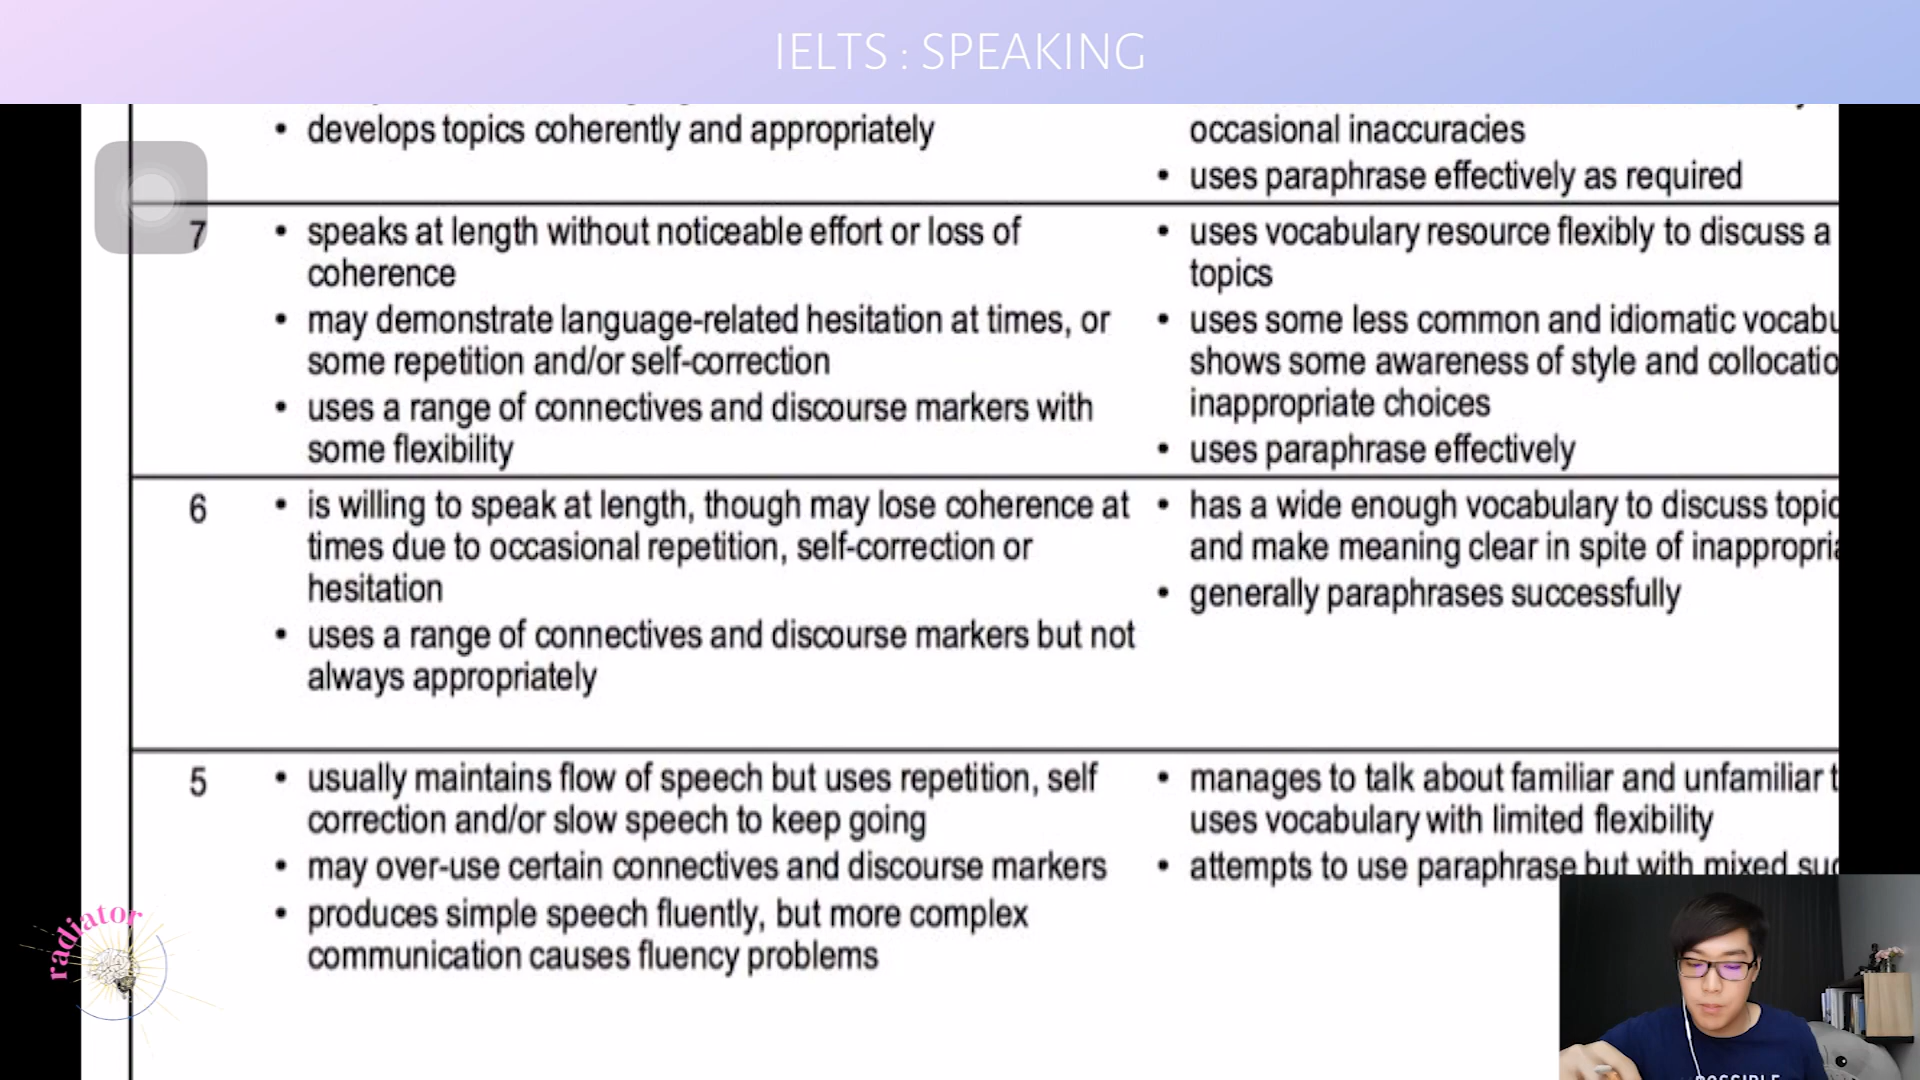 IELTS : SPEAKING
• develops topics coherently and appropriately
occasional inaccuracies
• uses paraphrase effectively as required
7
• speaks at length without noticeable effort or loss of
coherence
• may demonstrate language-related hesitation at times, or
some repetition and/or self-correction
• uses a range of connectives and discourse markers with
some flexibility
• uses vocabulary resource flexibly to discuss a
topics
• uses some less common and idiomatic vocabu
shows some awareness of style and collocatio
inappropriate choices
• uses paraphrase effectively
6
• is willing to speak at length, though may lose coherence at
times due to occasional repetition, self-correction or
hesitation
• uses a range of connectives and discourse markers but not
always appropriately
• has a wide enough vocabulary to discuss topic
and make meaning clear in spite of inappropria
• generally paraphrases successfully
5
• usually maintains flow of speech but uses repetition, self
correction and/or slow speech to keep going
• may over-use certain connectives and discourse markers
• produces simple speech fluently, but more complex
communication causes fluency problems
• manages to talk about familiar and unfamiliar t
uses vocabulary with limited flexibility
• attempts to use paraphrase but with mixed suc
radiator
POSSIBLE